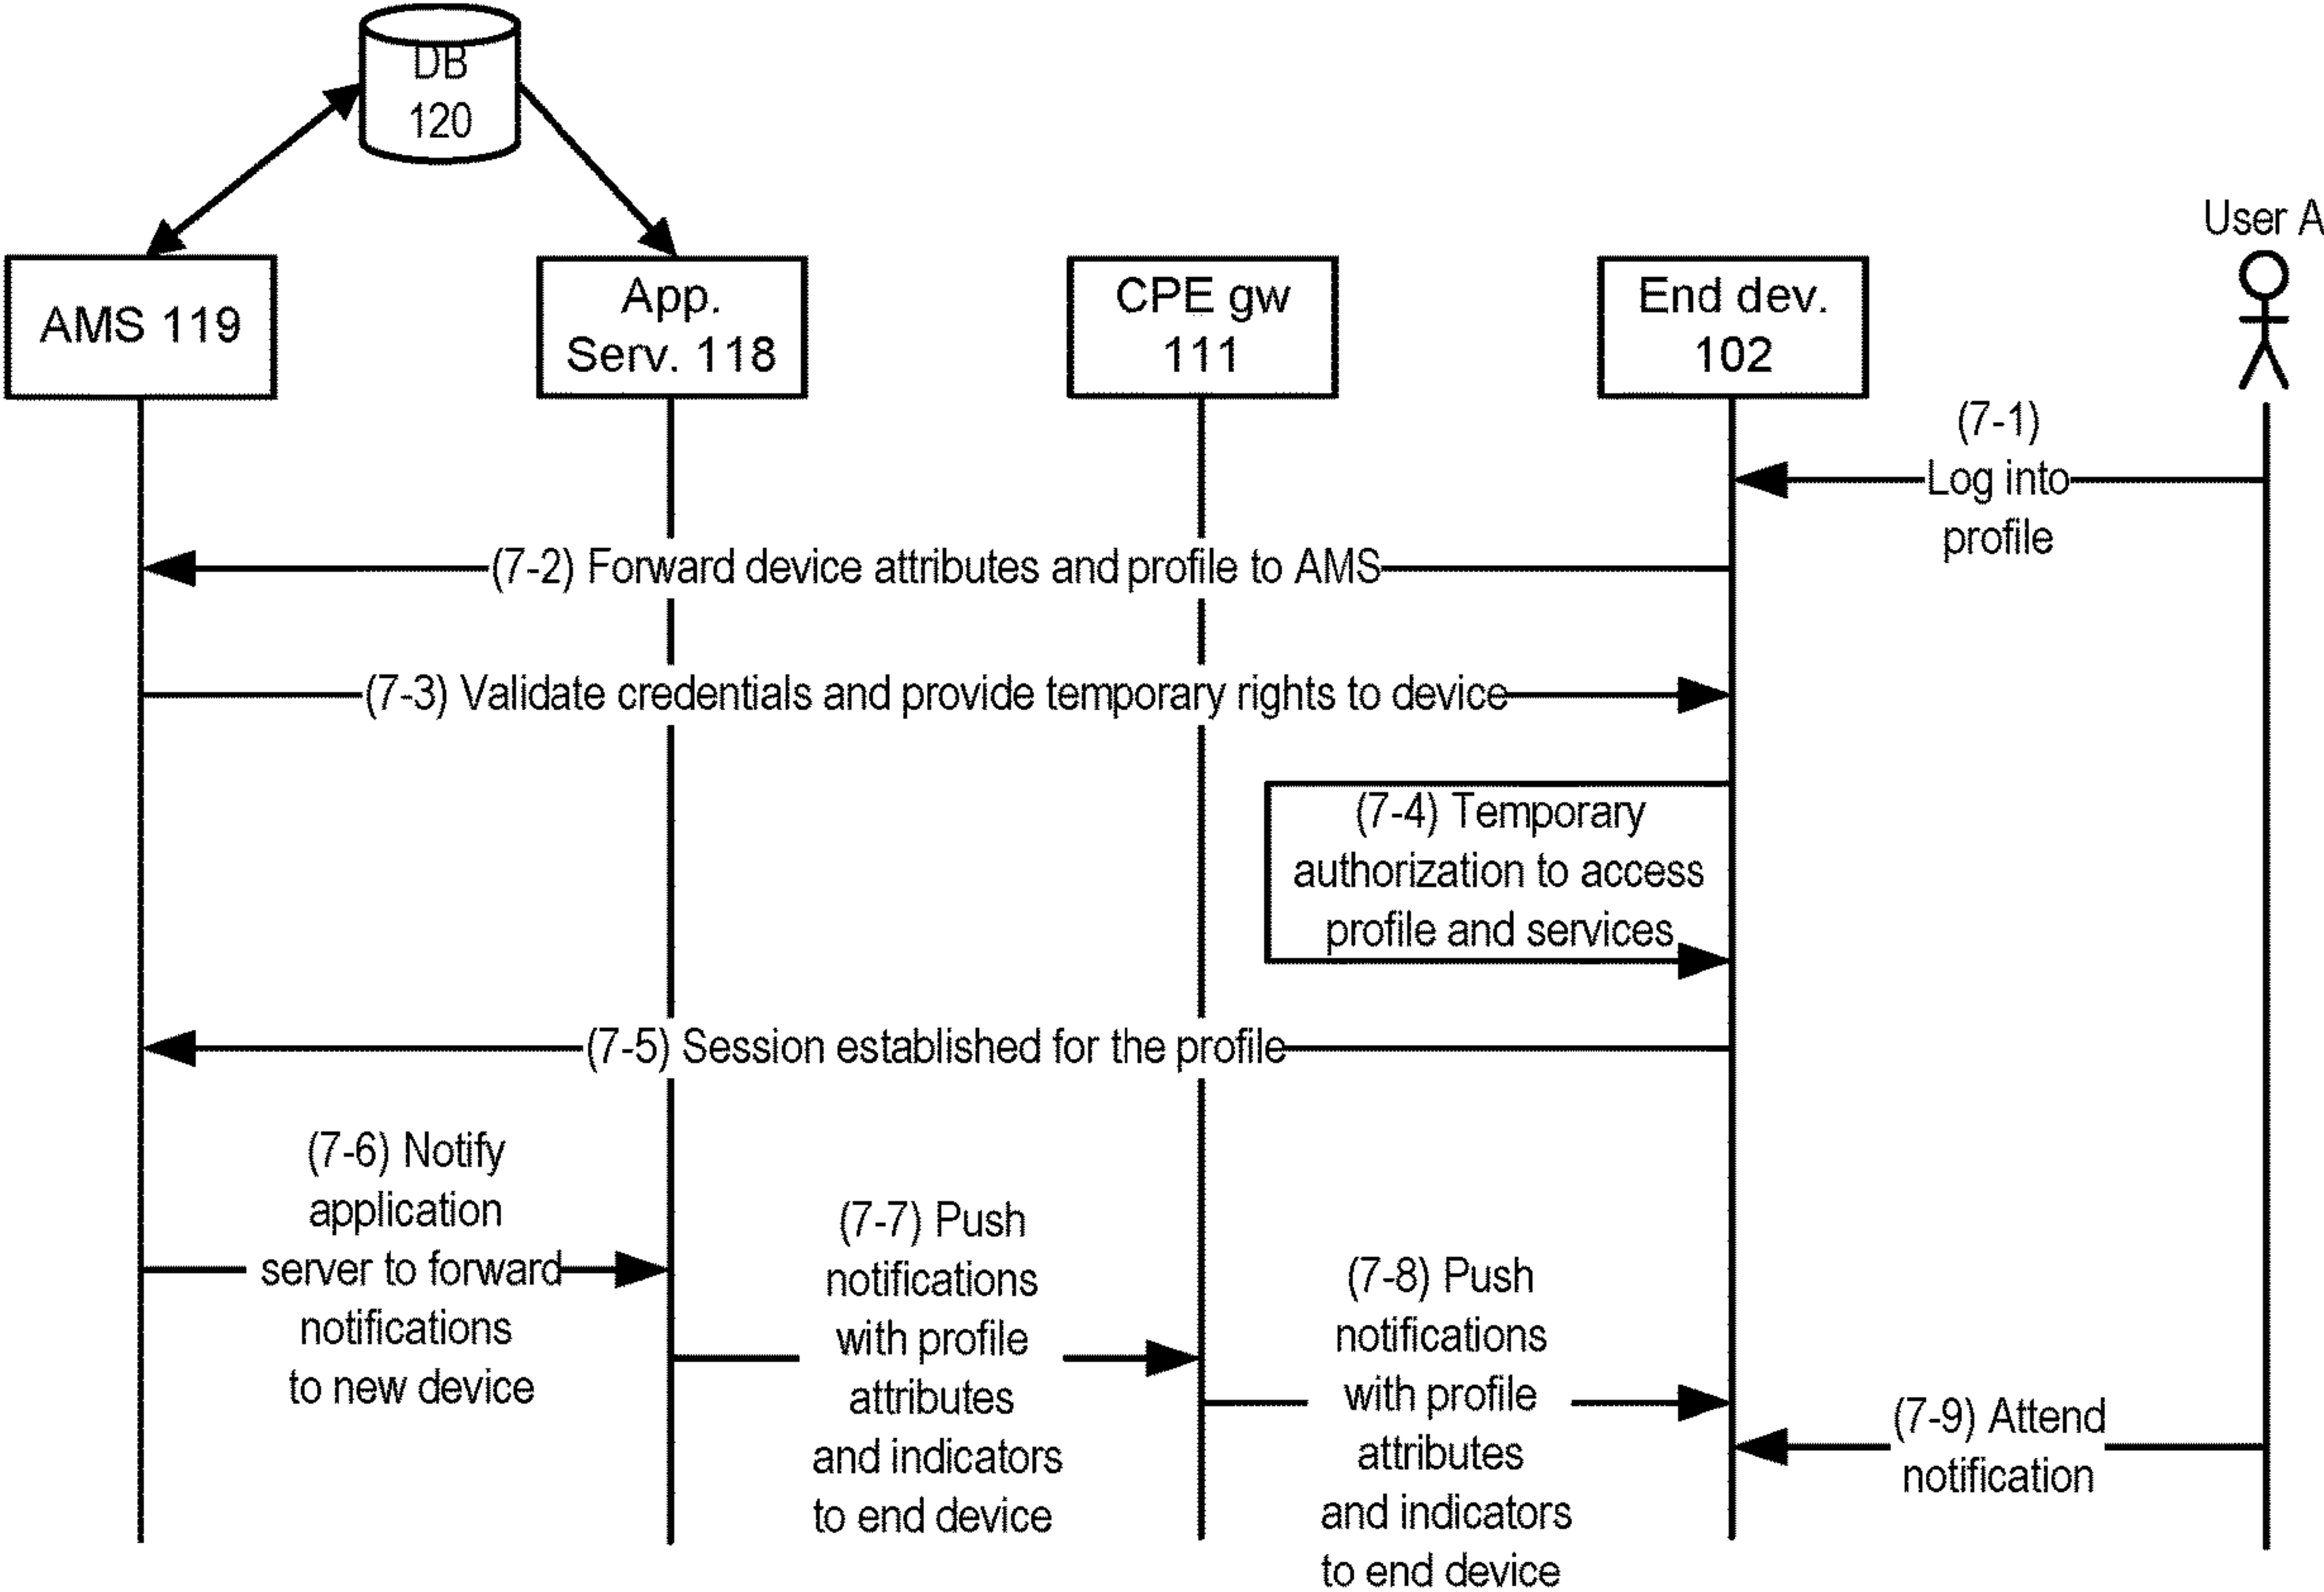 DB
120
User A
AMS 119
App.
Serv. 118
CPE gw
111
End dev.
102
(7-1)
Log into
profile
(7-2) Forward device attributes and profile to AMS
(7-3) Validate credentials and provide temporary rights to device
(7-4) Temporary
authorization to access
profile and services
(7-5) Session established for the profile
(7-6) Notify
application
server to forward
notifications
to new device
(7-7) Push
notifications
with profile
attributes
and indicators
to end device
(7-8) Push
notifications
with profile
attributes
and indicators
to end device
(7-9) Attend
notification